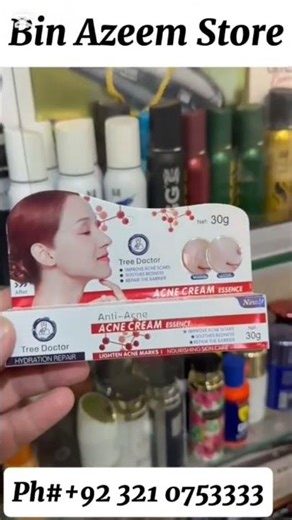 Bin Azeem Store
Net: 30g
Tree Doctor
IMPROVE ACNE SCARS
SOOTHES REDNESS
REPAIR THE BARRIER
ACNE CREAM ESSENCE
Anti-Acne
ACNE CREAM ESSENCE
Tree Doctor
HYDRATION REPAIR
IMPROVE ACNE SCARS
SOOTHES REDNESS
REPAIR THE BARRIER
30g
LIGHTEN ACNE MARKS | NOURISHING SKIN CARE
Ph#+92 321 0753333